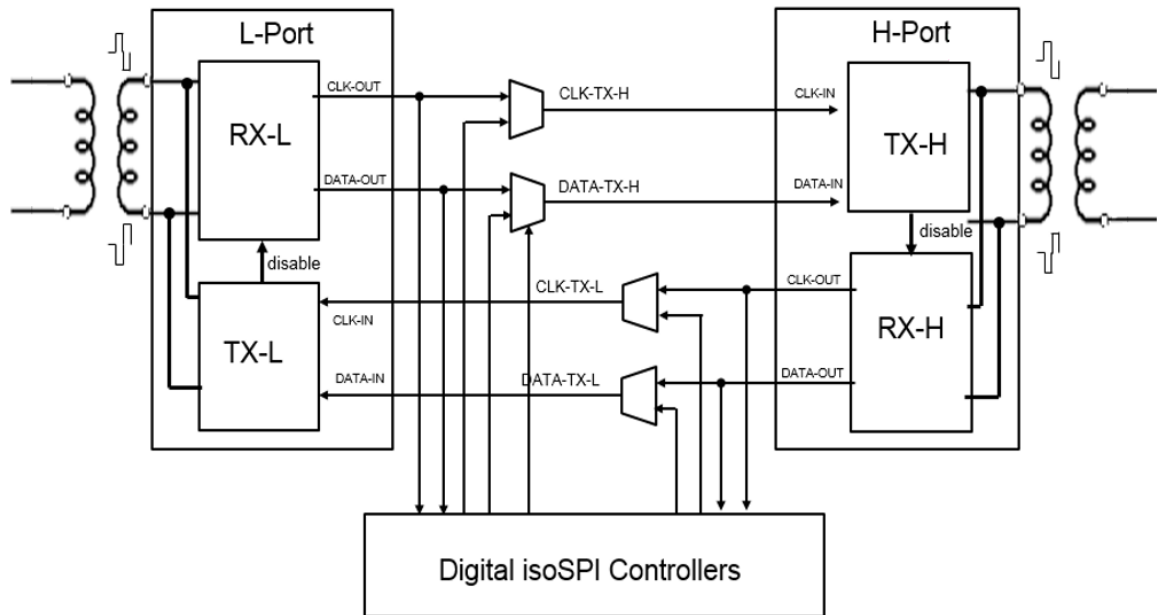 L-Port
H-Port
CLK-OUT
CLK-TX-H
CLK-IN
RX-L
TX-H
DATA-OUT
DATA-TX-H
DATA-IN
disable
disable
CLK-TX-L
CLK-OUT
CLK-IN
RX-H
TX-L
DATA-IN
DATA-TX-L
DATA-OUT
Digital isoSPI Controllers